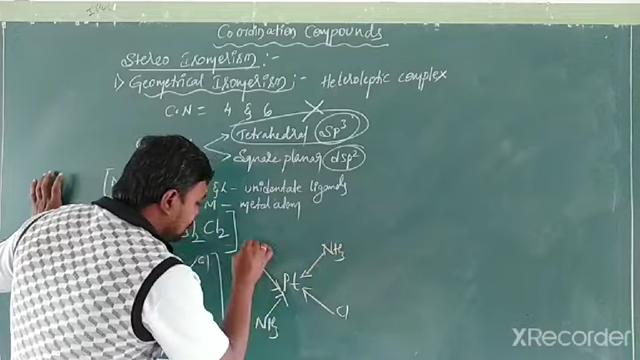 Coordination Compounds
Stereo Isomerism :-
1) Geometrical Isomerism :- Heteroleptic complex
C.N = 4 & 6
Tetrahedral sp3
Square planar dsp2
& L - unidentate ligands
M - metal atom
Cl2]
NH3
Pt
NH3
Cl
XRecorder